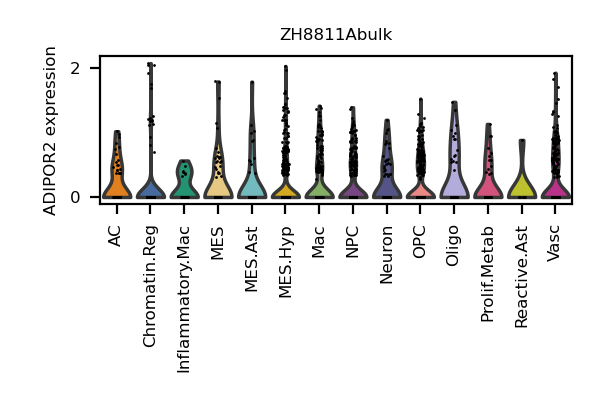 ZH8811Abulk
ADIPOR2 expression
2
0
AC
Chromatin.Reg
Inflammatory.Mac
MES
MES.Ast
MES.Hyp
Mac
NPC
Neuron
OPC
Oligo
Prolif.Metab
Reactive.Ast
Vasc